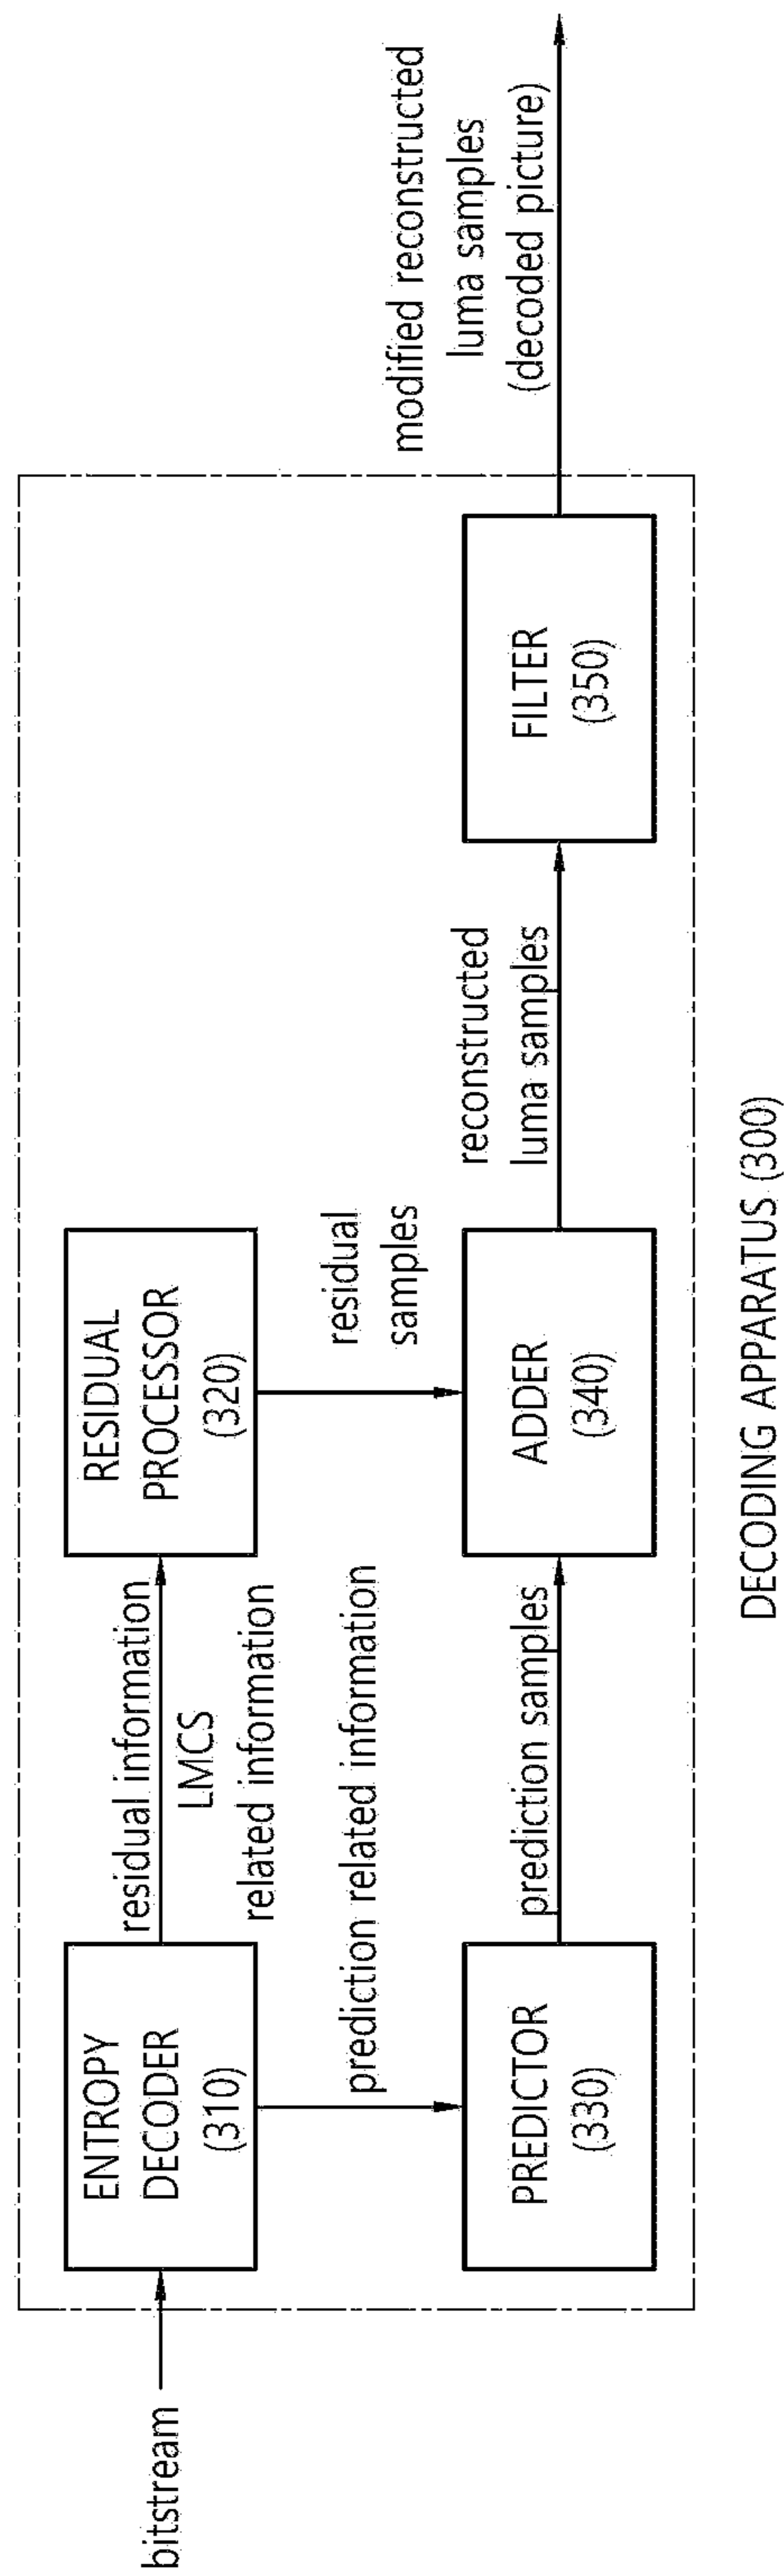 bitstream
ENTROPY
DECODER
(310)
residual information
LMCS
related information
RESIDUAL
PROCESSOR
(320)
prediction related information
residual
samples
PREDICTOR
(330)
prediction samples
ADDER
(340)
reconstructed
luma samples
FILTER
(350)
modified reconstructed
luma samples
(decoded picture)
DECODING APPARATUS (300)